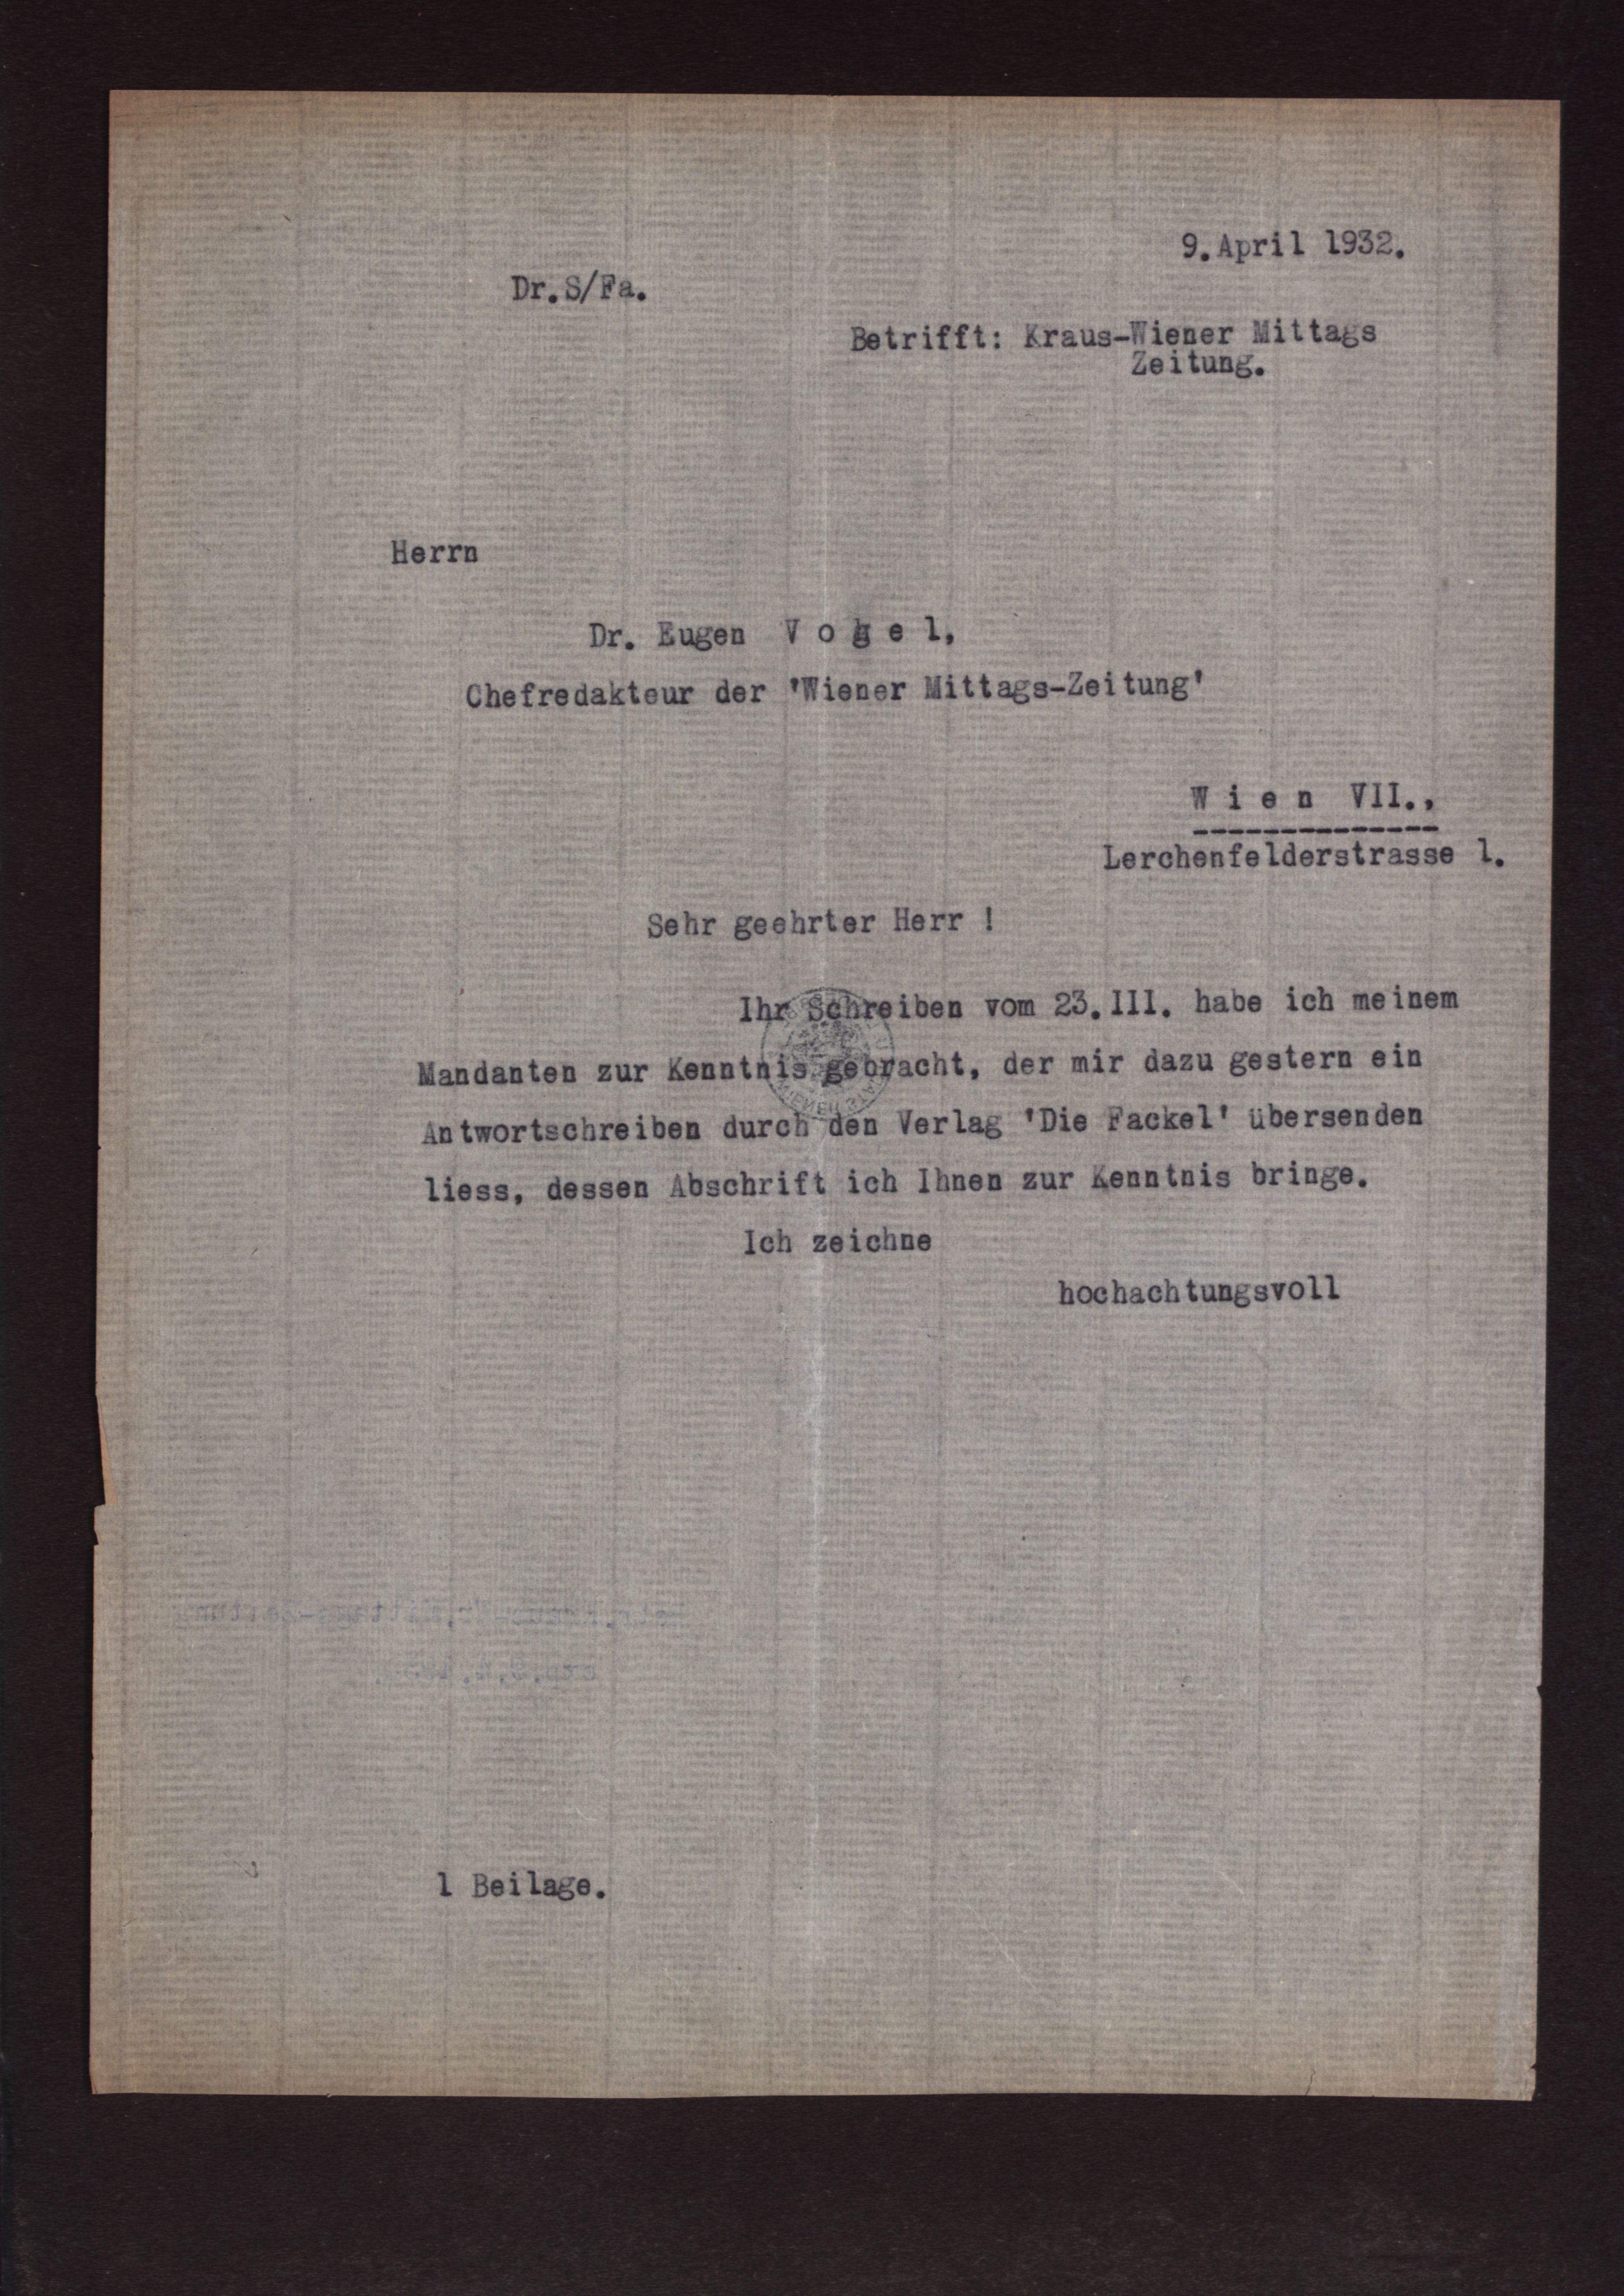 9.April 1932.
Dr.S/Fa.
Betrifft: Kraus-Wiener Mittags
Zeitung.
Herrn
Dr. Eugen V o g e l,
Chefredakteur der 'Wiener Mittags-Zeitung'
W i e n VII.,
Lerchenfelderstrasse 1.
Sehr geehrter Herr !
Ihr Schreiben vom 23.III. habe ich meinem
Mandanten zur Kenntnis gebracht, der mir dazu gestern ein
Antwortschreiben durch den Verlag 'Die Fackel' übersenden
liess, dessen Abschrift ich Ihnen zur Kenntnis bringe.
Ich zeichne
hochachtungsvoll
1 Beilage.